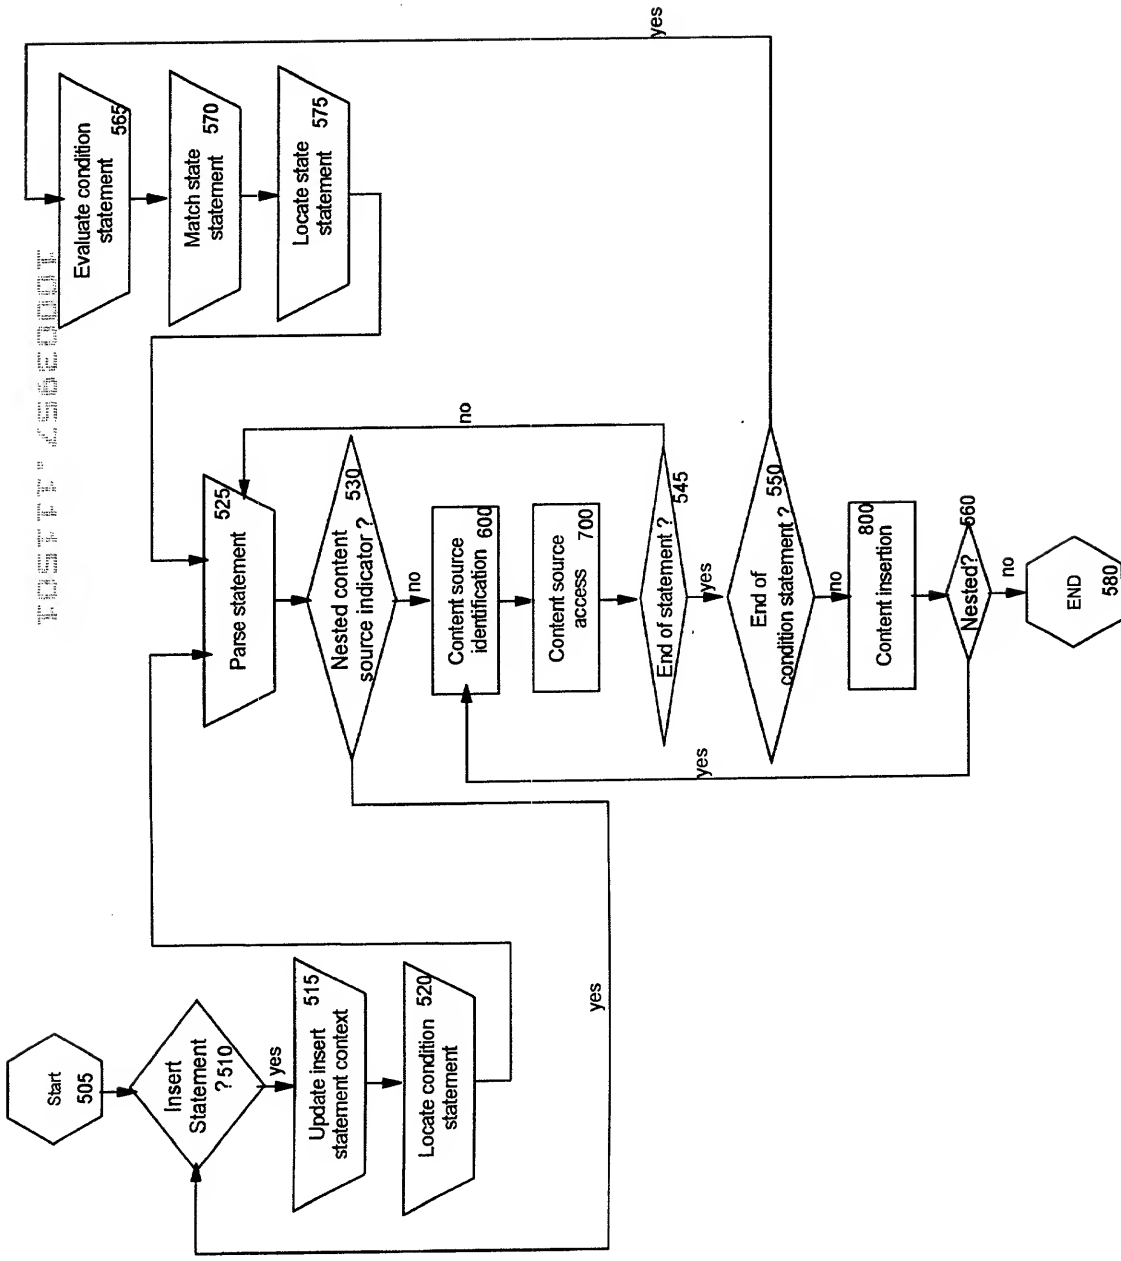 Start
505
Insert
Statement
? 510
yes
Update insert
statement context
515
Locate condition
statement
520
Parse statement
525
Nested content
source indicator ?
530
yes
no
Content source
identification
600
Content source
access
700
End of statement ?
545
no
yes
End of
condition statement ?
550
yes
no
Content insertion
800
Nested?
560
yes
no
END
580
Evaluate condition
statement
565
Match state
statement
570
Locate state
statement
575